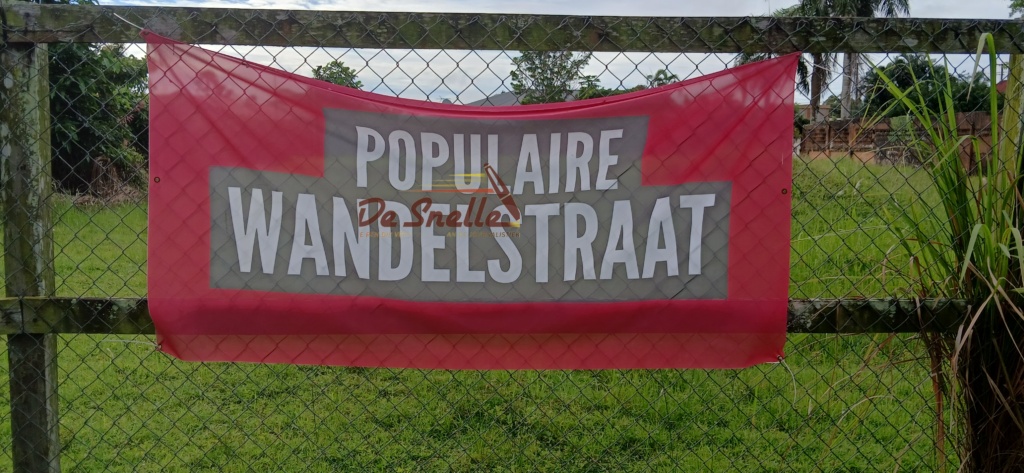 POPULAIRE
WANDELSTRAAT
De Snelle